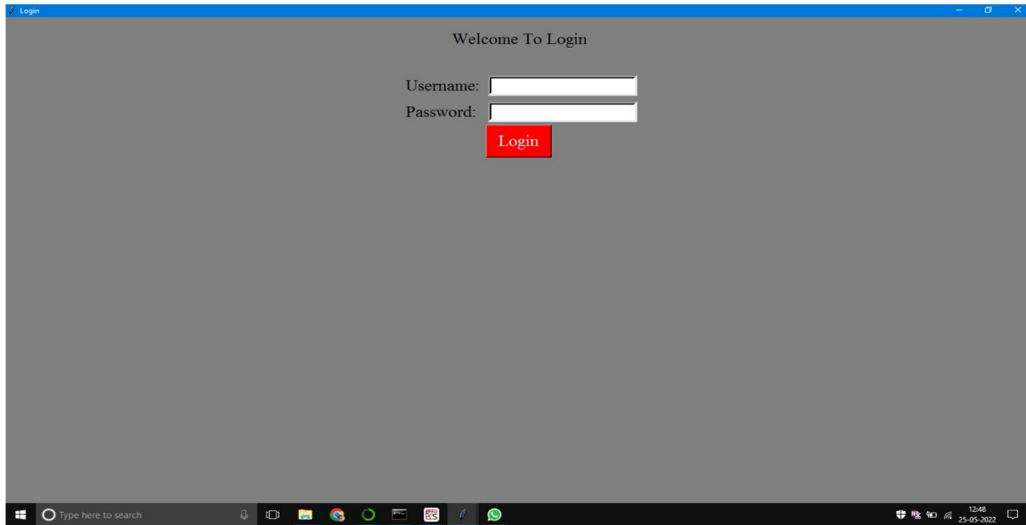 Login
Welcome To Login
Username:
Password:
Login
Type here to search
12:48
25-05-2022